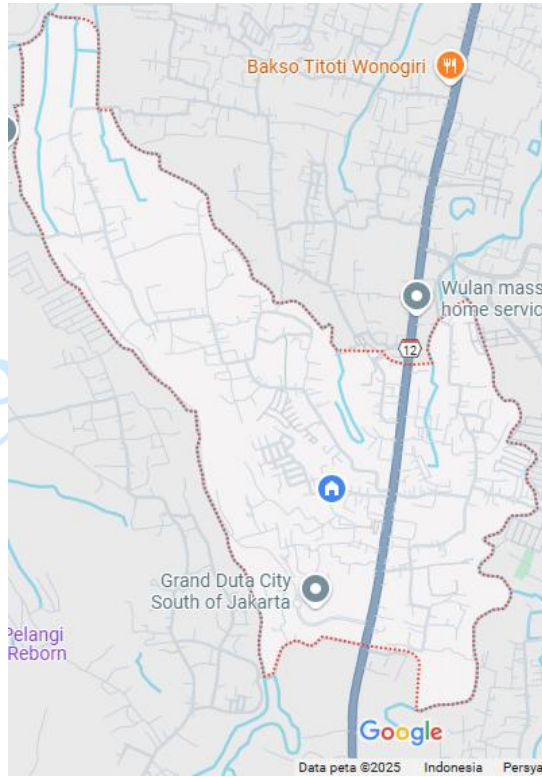 Bakso Titoti Wonogiri
Wulan mass
home servic
12
Grand Duta City
South of Jakarta
Pelangi
Reborn
Google
Data peta ©2025 Indonesia Persya